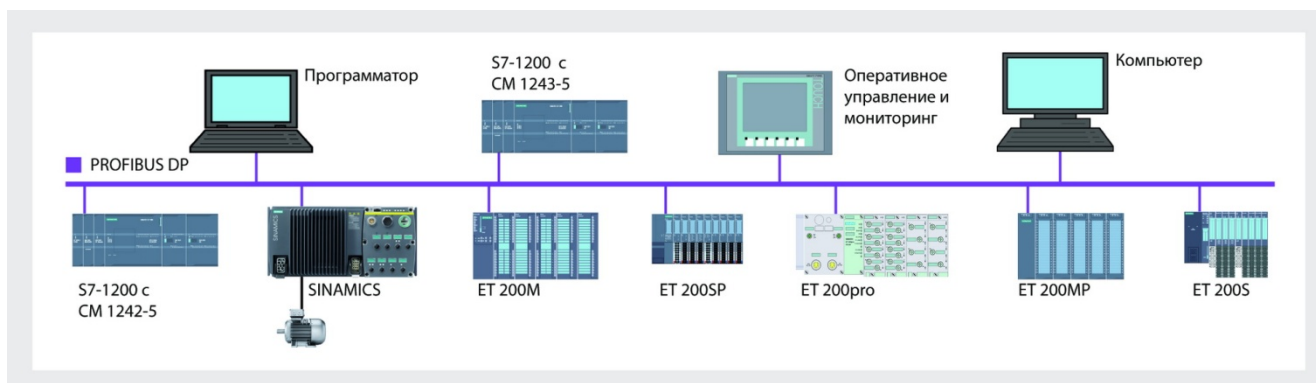 Программатор
S7-1200 с
CM 1243-5
Оперативное
управление и
мониторинг
Компьютер
PROFIBUS DP
S7-1200 с
CM 1242-5
SINAMICS
ET 200M
ET 200SP
ET 200pro
ET 200MP
ET 200S